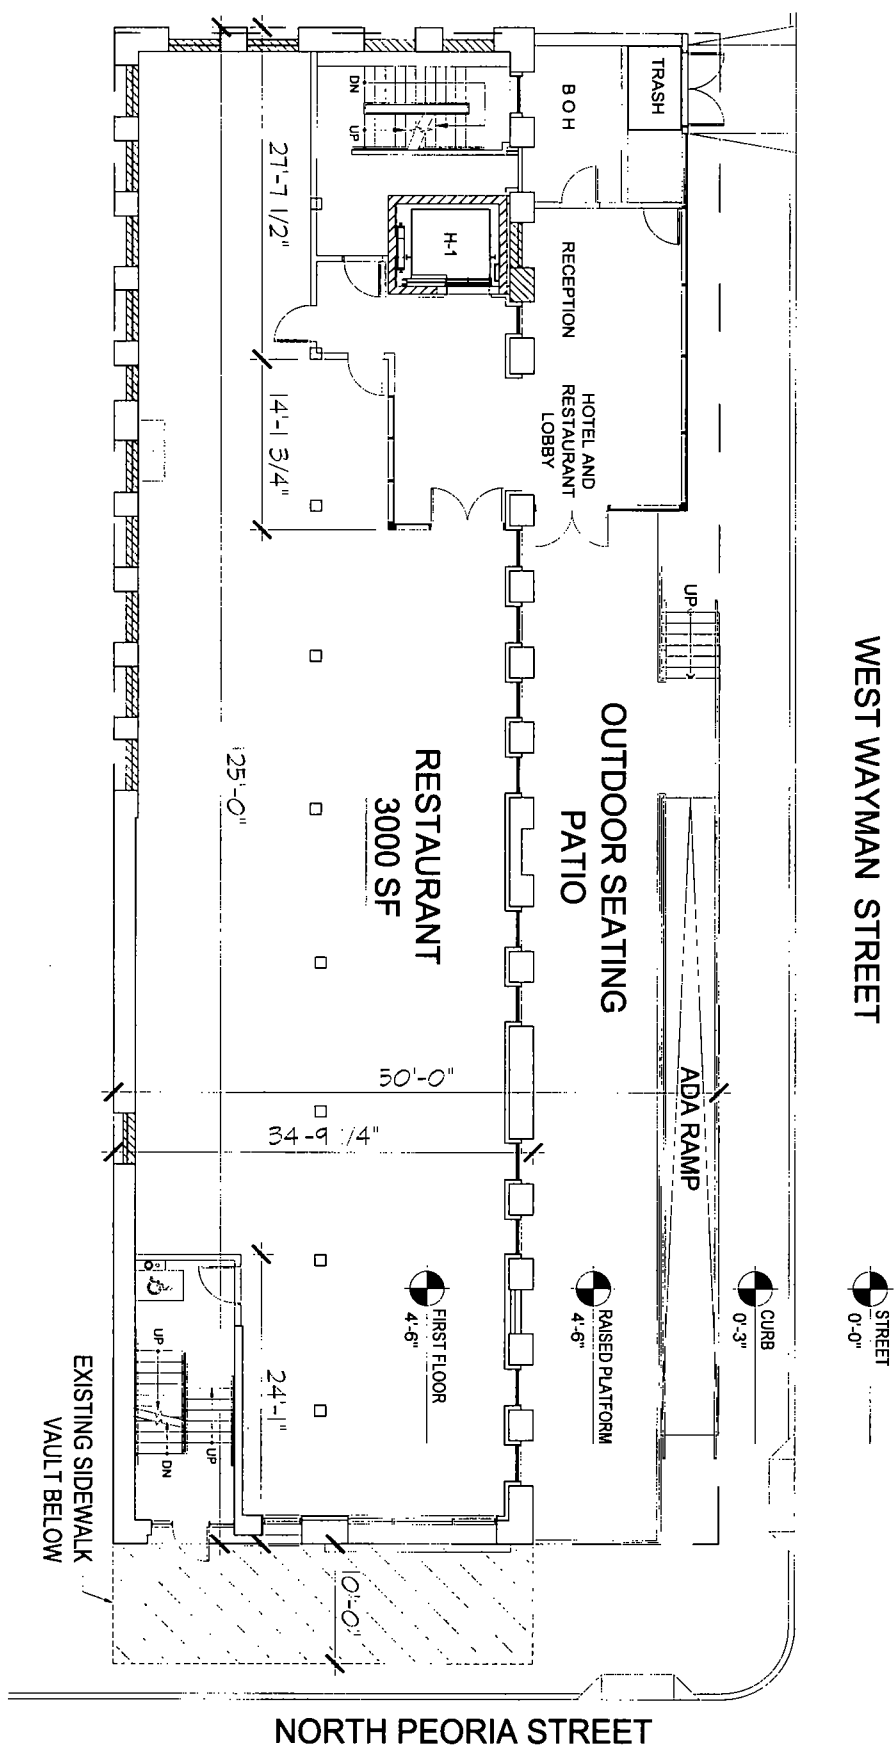 TRASH
BOH
DN
UP
27'-7 1/2"
H-1
RECEPTION
HOTEL AND
RESTAURANT
LOBBY
14'-1 3/4"
UP
WEST WAYMAN STREET
OUTDOOR SEATING
PATIO
RESTAURANT
3000 SF
25'-0"
50'-0"
34-9 /4"
ADA RAMP
STREET
0'-0"
CURB
0'-3"
RAISED PLATFORM
4'-6"
FIRST FLOOR
4'-6"
24'-1"
UP
UP
DN
EXISTING SIDEWALK
VAULT BELOW
0'-0"
NORTH PEORIA STREET